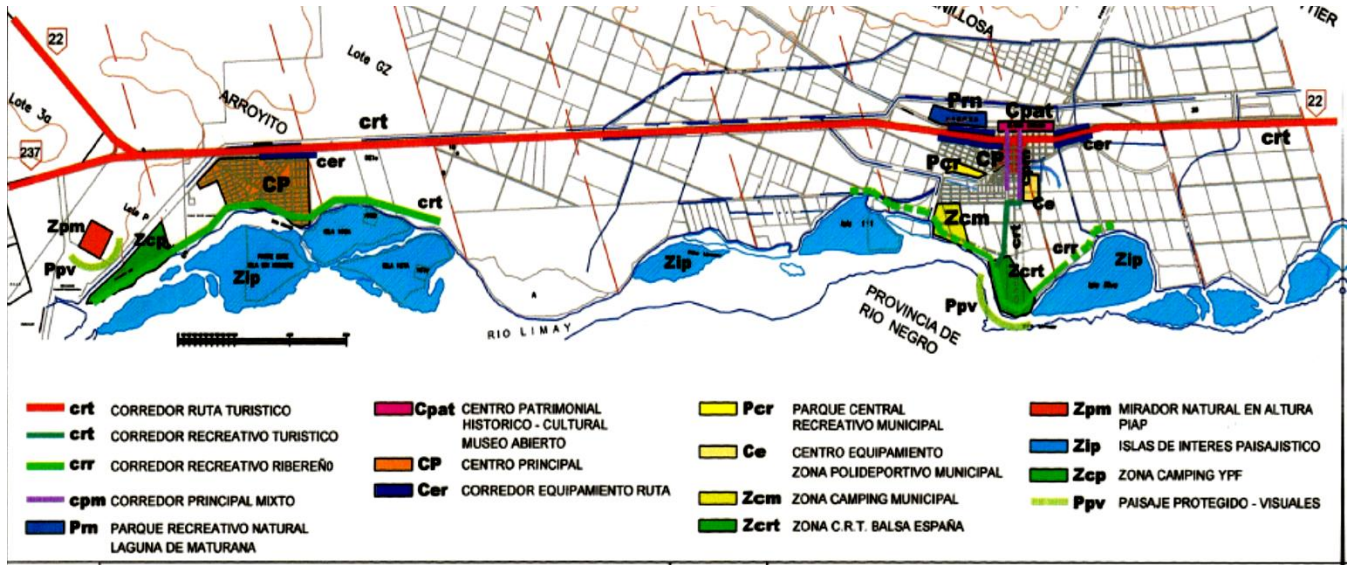 NILLOSA
TIER
22
Lote GZ
ARROYITO
Lote 3a
crt
Prn
Cpat
22
237
cer
CP
Pcr
CP
cer
crt
Lote P
Zpm
Zcp
crt
Ce
Zcm
crt
crr
Ppv
Zip
Zip
Zcrt
Zip
A
Ppv
RIO LIMAY
PROVINCIA DE
RIO NEGRO
crt CORREDOR RUTA TURISTICO
crt CORREDOR RECREATIVO TURISTICO
crr CORREDOR RECREATIVO RIBEREÑO
cpm CORREDOR PRINCIPAL MIXTO
Prn PARQUE RECREATIVO NATURAL
LAGUNA DE MATURANA
Cpat CENTRO PATRIMONIAL
HISTORICO - CULTURAL
MUSEO ABIERTO
CP CENTRO PRINCIPAL
Cer CORREDOR EQUIPAMIENTO RUTA
Pcr PARQUE CENTRAL
RECREATIVO MUNICIPAL
Ce CENTRO EQUIPAMIENTO
ZONA POLIDEPORTIVO MUNICIPAL
Zcm ZONA CAMPING MUNICIPAL
Zcrt ZONA C.R.T. BALSA ESPAÑA
Zpm MIRADOR NATURAL EN ALTURA
PIAP
Zip ISLAS DE INTERES PAISAJISTICO
Zcp ZONA CAMPING YPF
Ppv PAISAJE PROTEGIDO - VISUALES